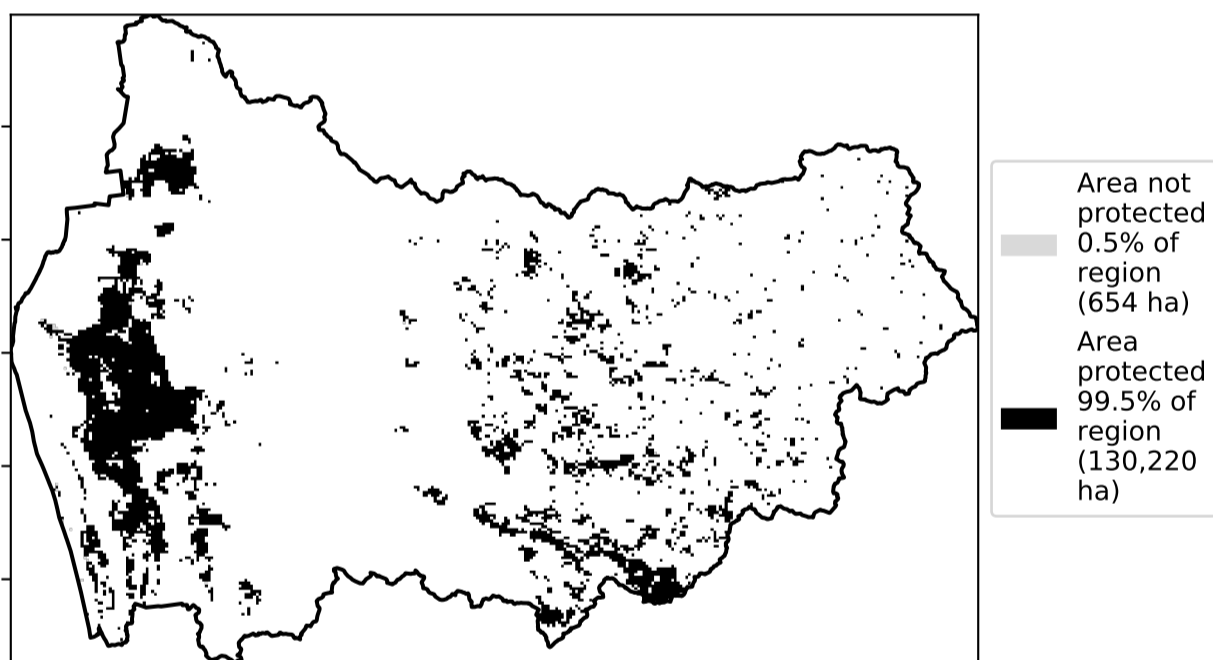 Area not
protected
0.5% of
region
(654 ha)
Area
protected
99.5% of
region
(130,220
ha)